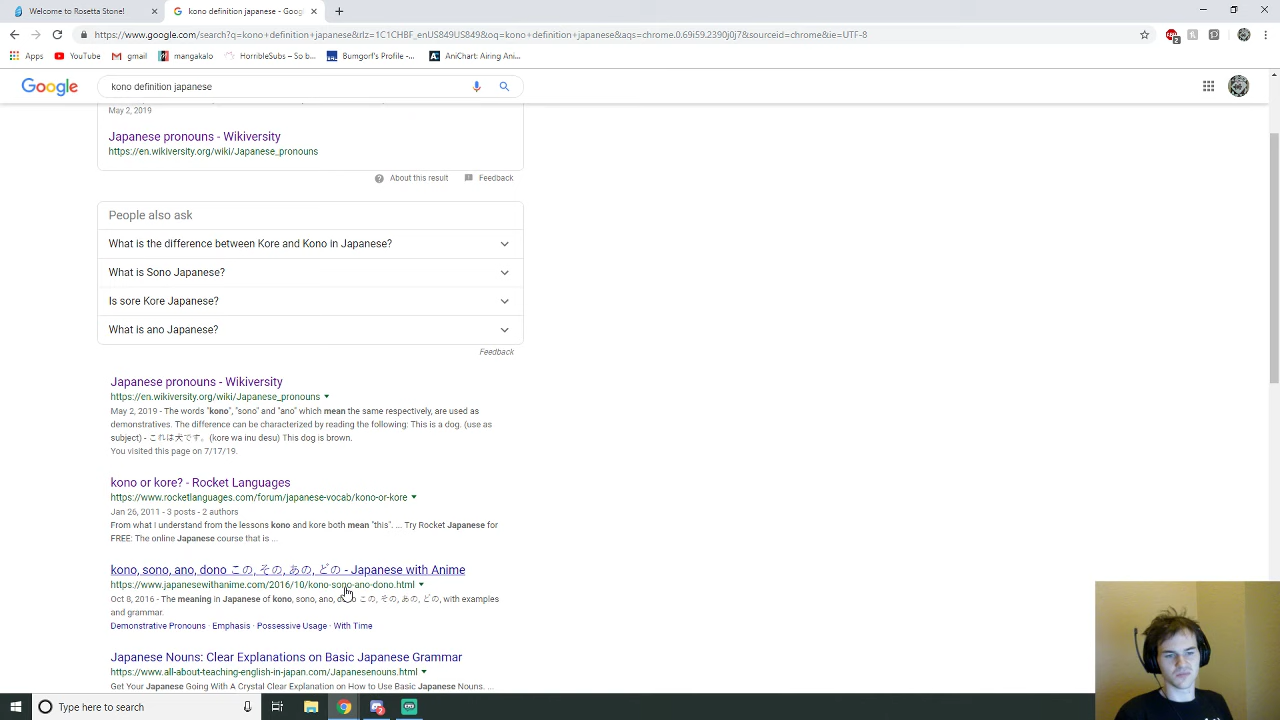 Welcome to Rosetta Stone!
kono definition japanese - Googl
https://www.google.com/search?q=kono+definition+japanese&rlz=1C1CHBF_enUS849US849&oq=kono+definition+japanese&aqs=chrome.0.69i59.2390j0j7&sourceid=chrome&ie=UTF-8
Apps
YouTube
gmail
mangakalo
HorribleSubs – So b...
Bumgorf's Profile -...
AniChart: Airing Ani...
Google
kono definition japanese
May 2, 2019
Japanese pronouns - Wikiversity
https://en.wikiversity.org/wiki/Japanese_pronouns
About this result
Feedback
People also ask
What is the difference between Kore and Kono in Japanese?
What is Sono Japanese?
Is sore Kore Japanese?
What is ano Japanese?
Feedback
Japanese pronouns - Wikiversity
https://en.wikiversity.org/wiki/Japanese_pronouns
May 2, 2019 - The words "kono", "sono" and "ano" which mean the same respectively, are used as
demonstratives. The difference can be characterized by reading the following: This is a dog. (use as
subject) - これは犬です。(kore wa inu desu) This dog is brown.
You visited this page on 7/17/19.
kono or kore? - Rocket Languages
https://www.rocketlanguages.com/forum/japanese-vocab/kono-or-kore
Jan 26, 2011 - 3 posts - 2 authors
From what I understand from the lessons kono and kore both mean "this". ... Try Rocket Japanese for
FREE: The online Japanese course that is ...
kono, sono, ano, dono この, その, あの, どの - Japanese with Anime
https://www.japanesewithanime.com/2016/10/kono-sono-ano-dono.html
Oct 8, 2016 - The meaning in Japanese of kono, sono, ano, dono この, その, あの, どの, with examples
and grammar.
Demonstrative Pronouns · Emphasis · Possessive Usage · With Time
Japanese Nouns: Clear Explanations on Basic Japanese Grammar
https://www.all-about-teaching-english-in-japan.com/Japanesenouns.html
Get Your Japanese Going With A Crystal Clear Explanation on How to Use Basic Japanese Nouns. ...
Type here to search